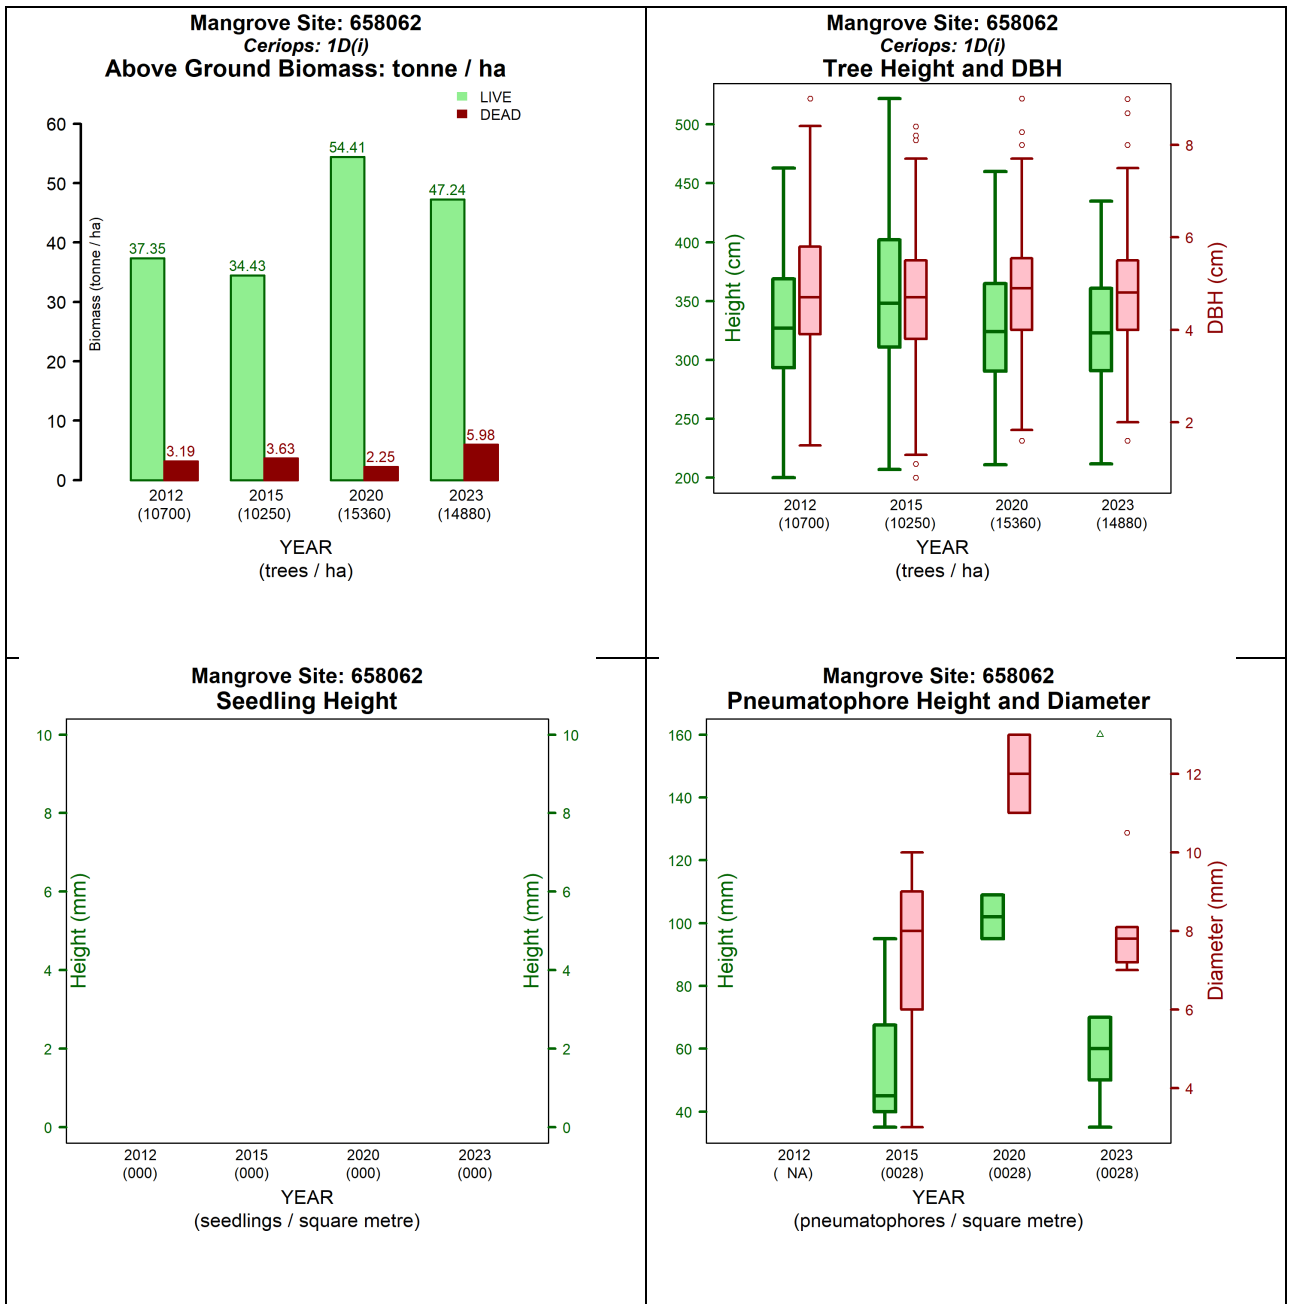 Mangrove Site: 658062
Ceriops: 1D(i)
Above Ground Biomass: tonne / ha
LIVE
DEAD
60
50
40
30
20
10
0
Biomass (tonne / ha)
37.35
3.19
34.43
3.63
54.41
2.25
47.24
5.98
2012 2015 2020 2023
(10700) (10250) (15360) (14880)
YEAR
(trees / ha)
Mangrove Site: 658062
Ceriops: 1D(i)
Tree Height and DBH
500
450
400
350
300
250
200
Height (cm)
8
6
4
2
DBH (cm)
2012 2015 2020 2023
(10700) (10250) (15360) (14880)
YEAR
(trees / ha)
Mangrove Site: 658062
Seedling Height
10
8
6
4
2
0
Height (mm)
10
8
6
4
2
0
Height (mm)
2012 2015 2020 2023
(000) (000) (000) (000)
YEAR
(seedlings / square metre)
Mangrove Site: 658062
Pneumatophore Height and Diameter
160
140
120
100
80
60
40
Height (mm)
12
10
8
6
4
Diameter (mm)
2012 2015 2020 2023
( NA) (0028) (0028) (0028)
YEAR
(pneumatophores / square metre)